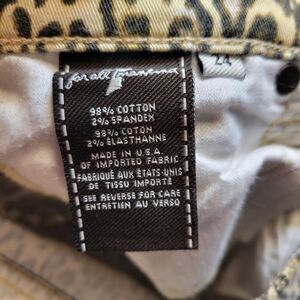 for all mankind
24
98% COTTON
2% SPANDEX
98% COTON
2% ELASTHANNE
MADE IN U.S.A.
OF IMPORTED FABRIC
FABRIQUÉ AUX ÉTATS-UNIS
DE TISSU IMPORTÉ
SEE REVERSE FOR CARE
ENTRETIEN AU VERSO